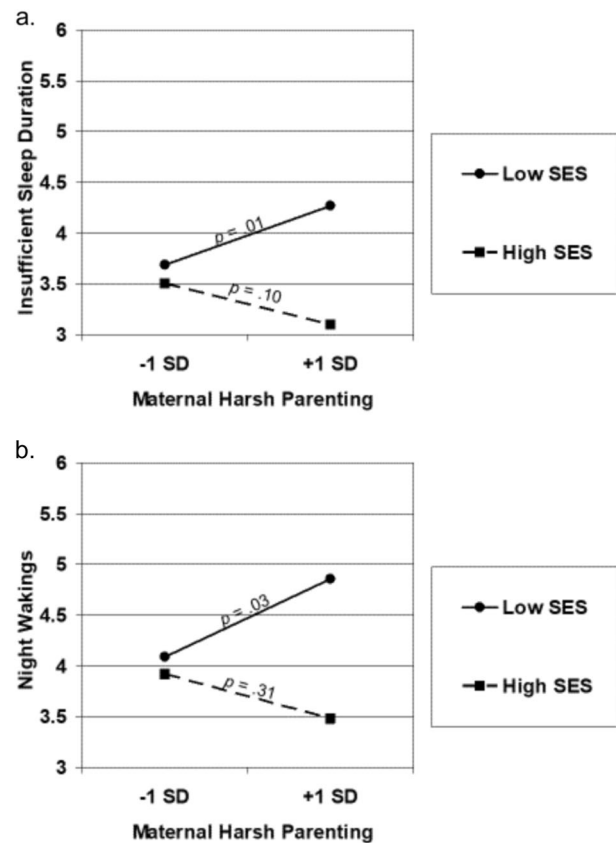 a.
6
5.5
5
4.5
4
3.5
3
Insufficient Sleep Duration
p = .01
p = .10
-1 SD
+1 SD
Maternal Harsh Parenting
Low SES
High SES
b.
6
5.5
5
4.5
4
3.5
3
Night Wakings
p = .03
p = .31
-1 SD
+1 SD
Maternal Harsh Parenting
Low SES
High SES